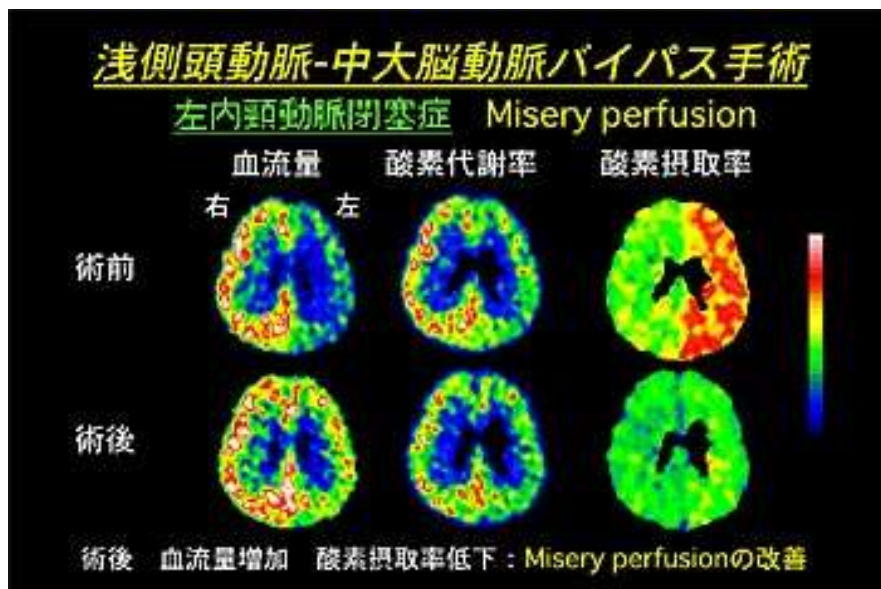 浅側頭動脈-中大脳動脈バイパス手術
左内頸動脈閉塞症 Misery perfusion
血流量 酸素代謝率 酸素摂取率
右 左
術前
術後
術後 血流量増加 酸素摂取率低下：Misery perfusionの改善